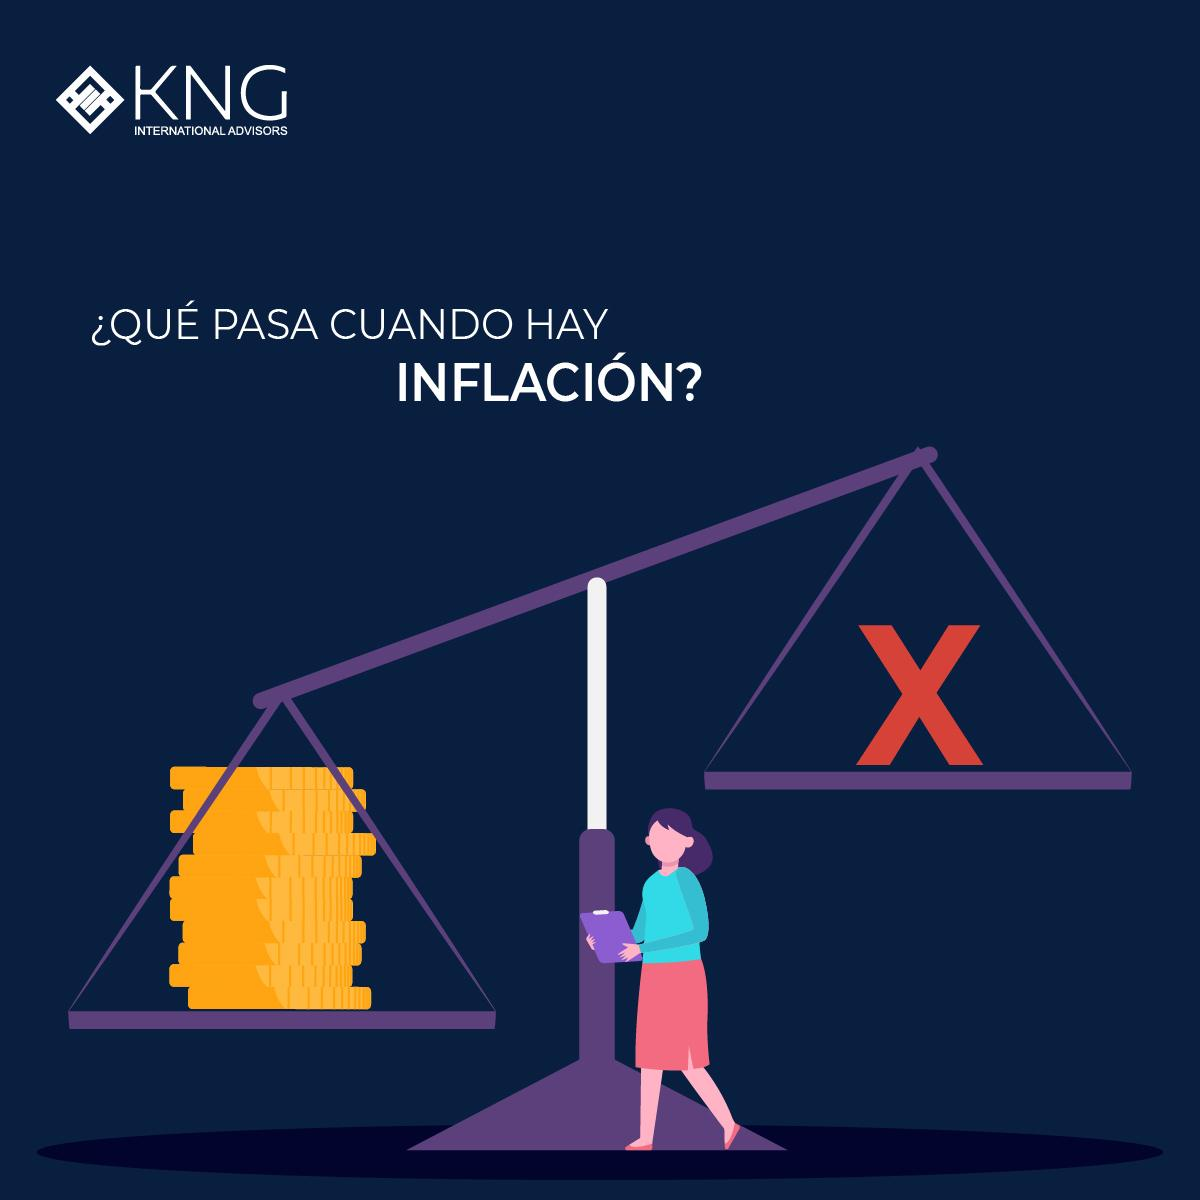 KNG
INTERNATIONAL ADVISORS
¿QUÉ PASA CUANDO HAY
INFLACIÓN?
X